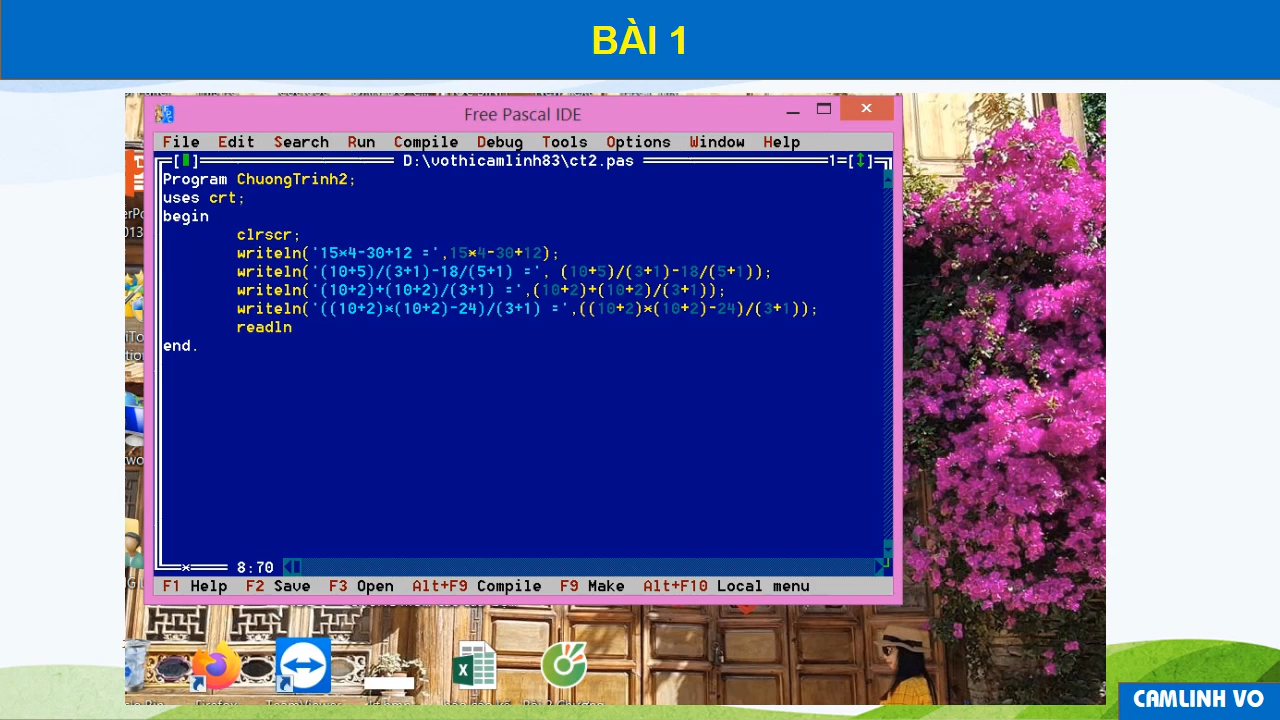 BÀI 1
Free Pascal IDE
File Edit Search Run Compile Debug Tools Options Window Help
D:\vothicamlinh83\ct2.pas 1
Program ChuongTrinh2;
uses crt;
begin
clrscr;
writeln('15*4-30+12 =',15*4-30+12);
writeln('(10+5)/(3+1)-18/(5+1) =', (10+5)/(3+1)-18/(5+1));
writeln('(10+2)+(10+2)/(3+1) =',(10+2)+(10+2)/(3+1));
writeln('((10+2)*(10+2)-24)/(3+1) =',((10+2)*(10+2)-24)/(3+1));
readln
end.
8:70
F1 Help F2 Save F3 Open Alt+F9 Compile F9 Make Alt+F10 Local menu
CAMLINH VO